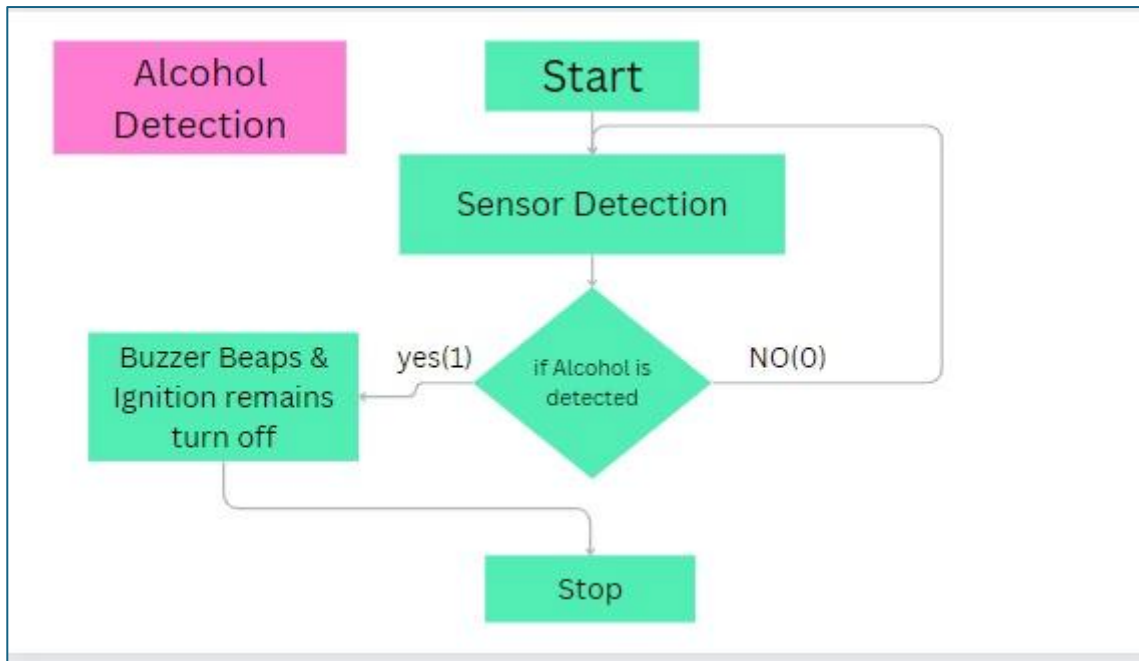 Alcohol
Detection
Start
Sensor Detection
if Alcohol is
detected
yes(1)
NO(0)
Buzzer Beaps &
Ignition remains
turn off
Stop